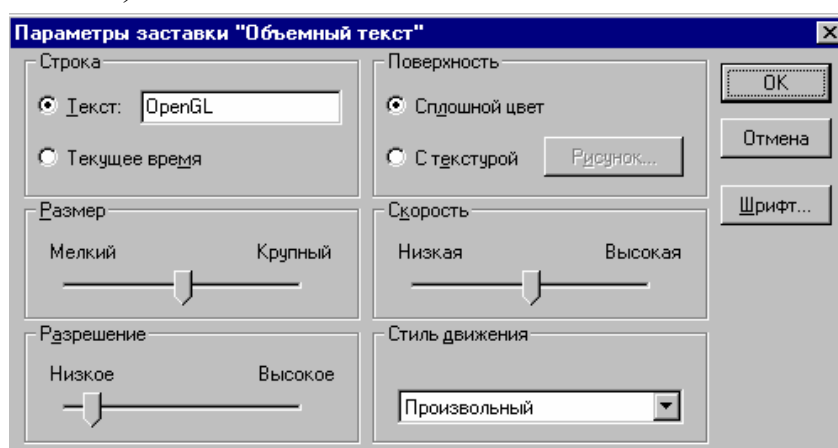 Параметры заставки "Объемный текст"
Строка
Текст: OpenGL
Текущее время
Поверхность
Сплошной цвет
С текстурой Рисунок...
OK
Отмена
Шрифт...
Размер
Мелкий Крупный
Скорость
Низкая Высокая
Разрешение
Низкое Высокое
Стиль движения
Произвольный